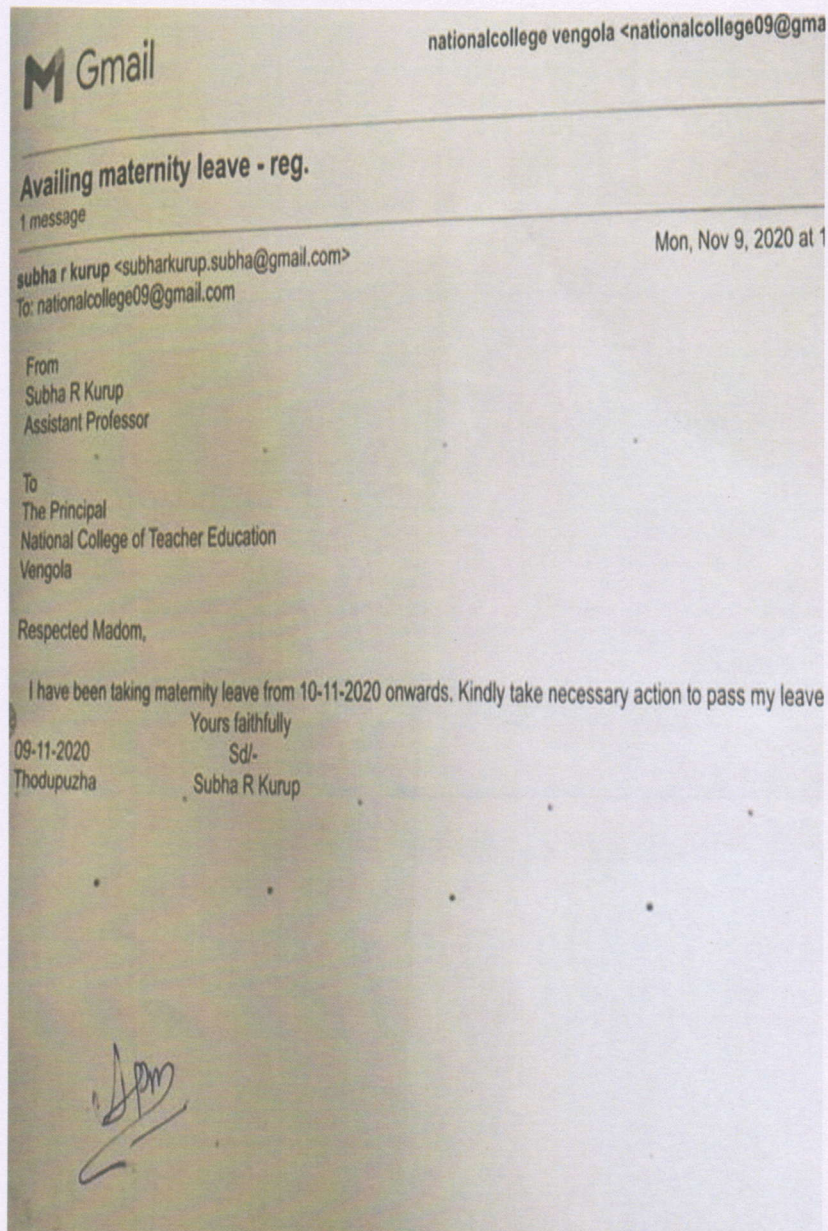 M Gmail
nationalcollege vengola <nationalcollege09@gma
Availing maternity leave - reg.
1 message
Mon, Nov 9, 2020 at 1
subha r kurup <subharkurup.subha@gmail.com>
To: nationalcollege09@gmail.com
From
Subha R Kurup
Assistant Professor
To
The Principal
National College of Teacher Education
Vengola
Respected Madom,
I have been taking maternity leave from 10-11-2020 onwards. Kindly take necessary action to pass my leave
Yours faithfully
09-11-2020 Sd/-
Thodupuzha Subha R Kurup